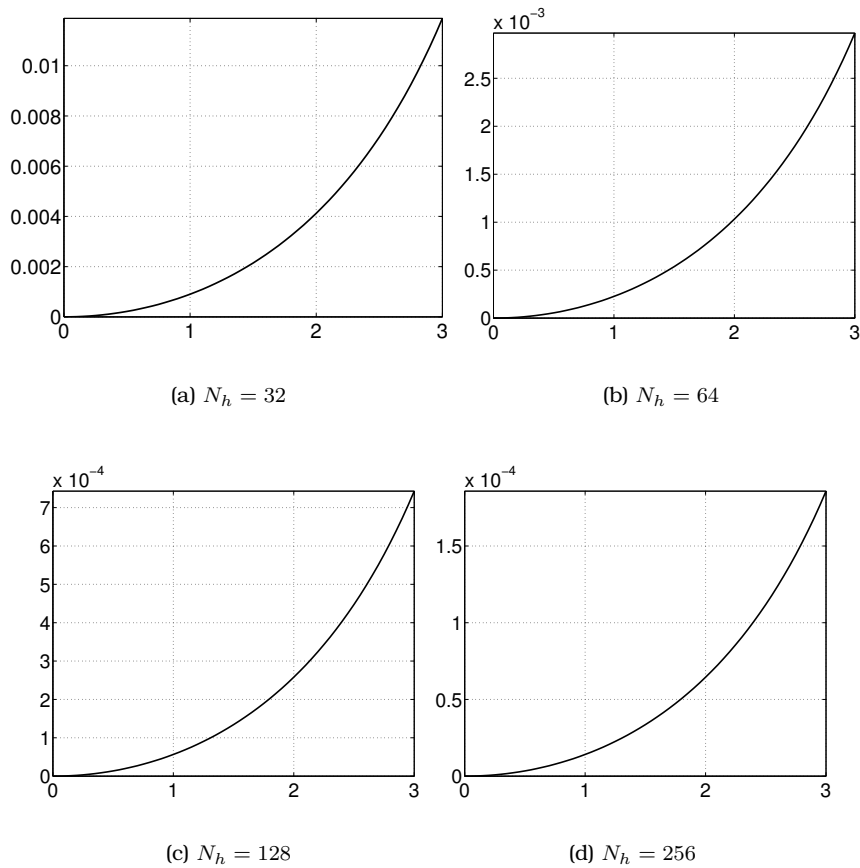 0.01
0.008
0.006
0.004
0.002
0
0 1 2 3
(a) N_h = 32
x 10^−3
2.5
2
1.5
1
0.5
0
0 1 2 3
(b) N_h = 64
x 10^−4
7
6
5
4
3
2
1
0
0 1 2 3
(c) N_h = 128
x 10^−4
1.5
1
0.5
0
0 1 2 3
(d) N_h = 256